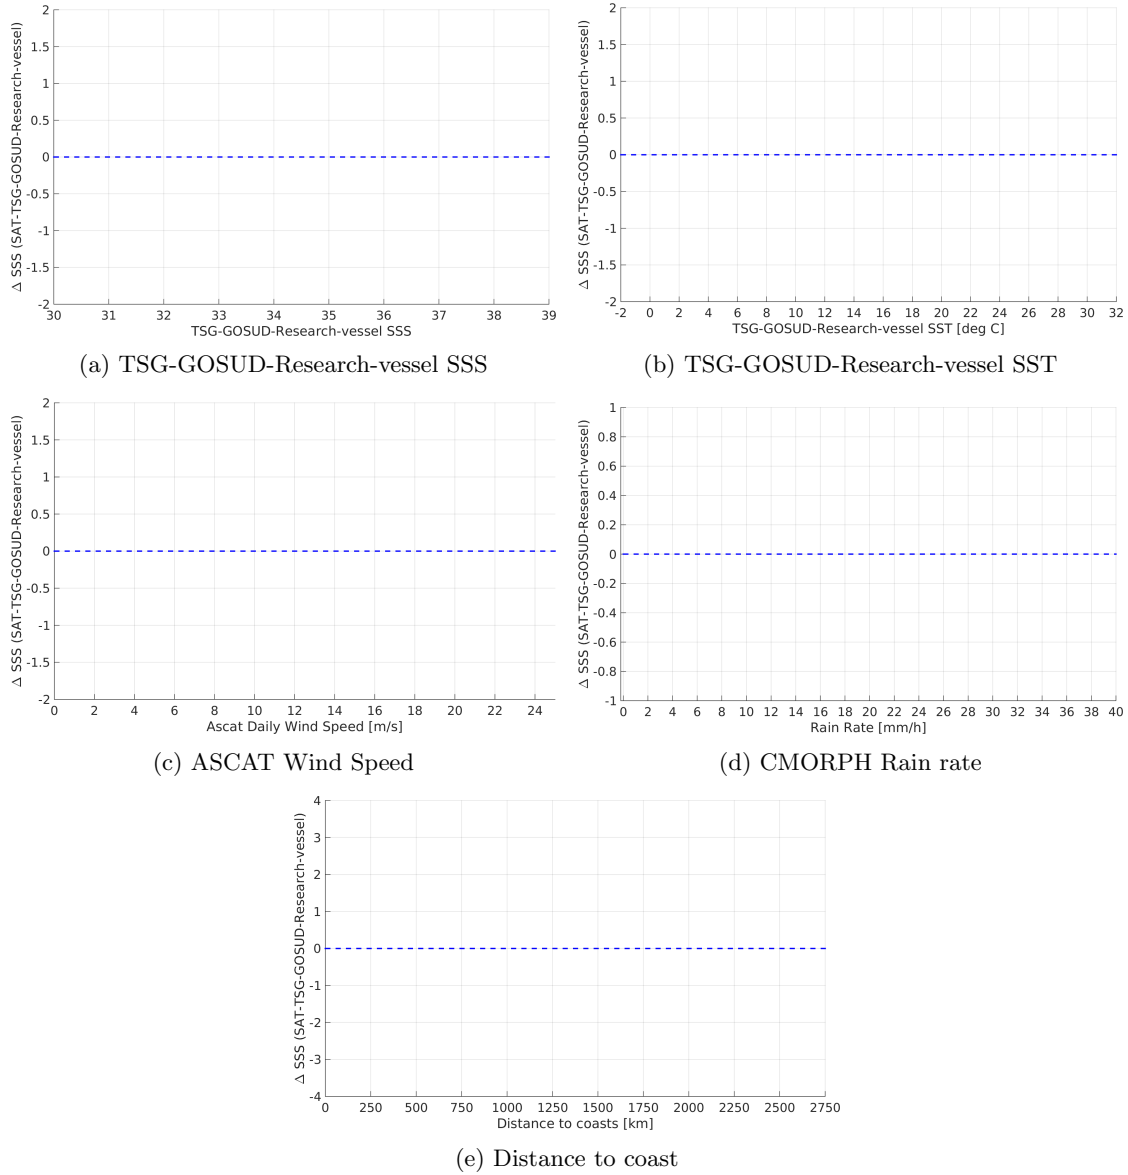 Δ SSS (SAT-TSG-GOSUD-Research-vessel)
2
1.5
1
0.5
0
-0.5
-1
-1.5
-2
30 31 32 33 34 35 36 37 38 39
TSG-GOSUD-Research-vessel SSS
(a) TSG-GOSUD-Research-vessel SSS
Δ SSS (SAT-TSG-GOSUD-Research-vessel)
2
1.5
1
0.5
0
-0.5
-1
-1.5
-2
-2 0 2 4 6 8 10 12 14 16 18 20 22 24 26 28 30 32
TSG-GOSUD-Research-vessel SST [deg C]
(b) TSG-GOSUD-Research-vessel SST
Δ SSS (SAT-TSG-GOSUD-Research-vessel)
2
1.5
1
0.5
0
-0.5
-1
-1.5
-2
0 2 4 6 8 10 12 14 16 18 20 22 24
Ascat Daily Wind Speed [m/s]
(c) ASCAT Wind Speed
Δ SSS (SAT-TSG-GOSUD-Research-vessel)
1
0.8
0.6
0.4
0.2
0
-0.2
-0.4
-0.6
-0.8
-1
0 2 4 6 8 10 12 14 16 18 20 22 24 26 28 30 32 34 36 38 40
Rain Rate [mm/h]
(d) CMORPH Rain rate
Δ SSS (SAT-TSG-GOSUD-Research-vessel)
4
3
2
1
0
-1
-2
-3
-4
0 250 500 750 1000 1250 1500 1750 2000 2250 2500 2750
Distance to coasts [km]
(e) Distance to coast